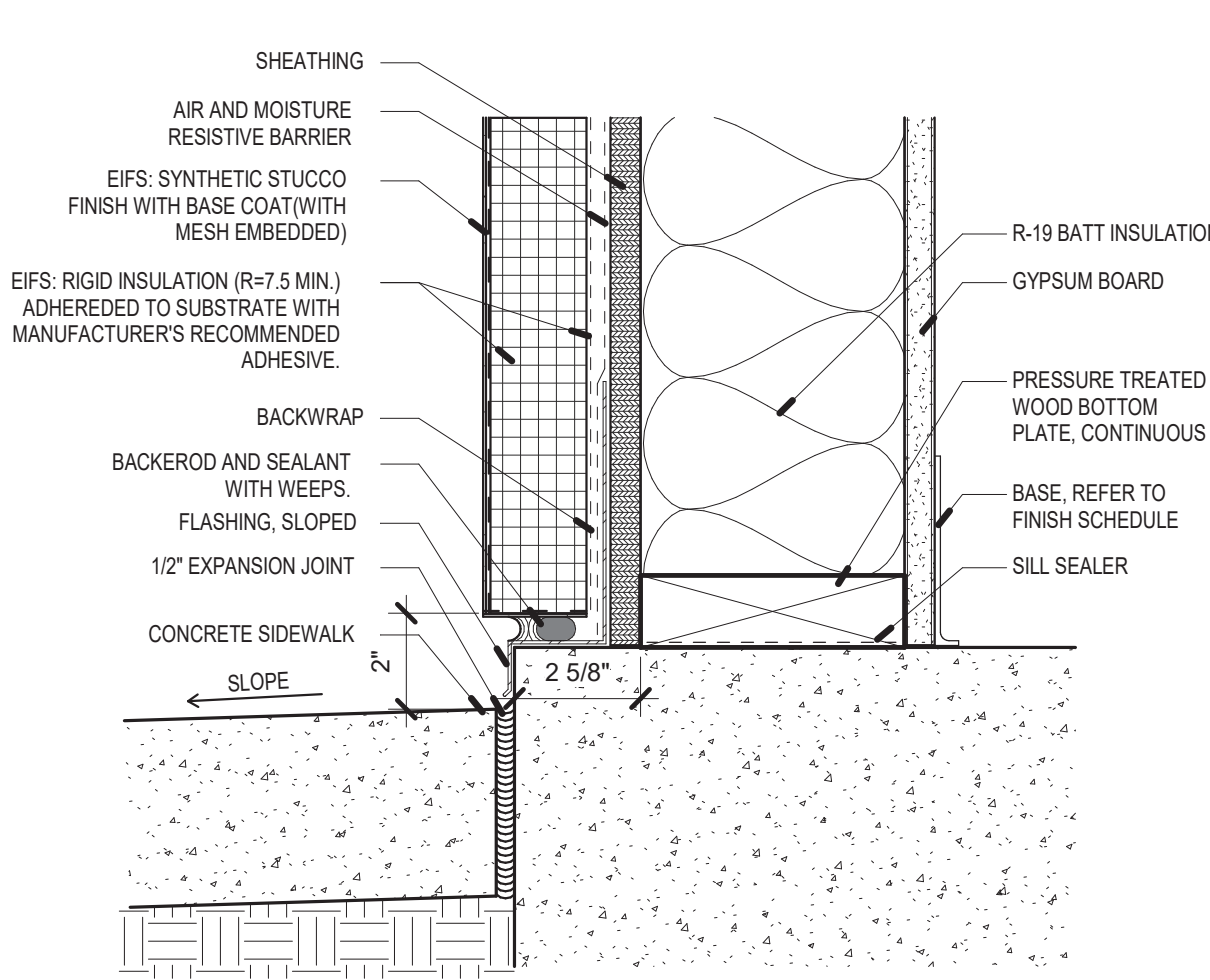 SHEATHING
AIR AND MOISTURE
RESISTIVE BARRIER
EIFS: SYNTHETIC STUCCO
FINISH WITH BASE COAT(WITH
MESH EMBEDDED)
EIFS: RIGID INSULATION (R=7.5 MIN.)
ADHEREDED TO SUBSTRATE WITH
MANUFACTURER'S RECOMMENDED
ADHESIVE.
BACKWRAP
BACKEROD AND SEALANT
WITH WEEPS.
FLASHING, SLOPED
1/2" EXPANSION JOINT
CONCRETE SIDEWALK
SLOPE
2"
2 5/8"
R-19 BATT INSULATION
GYPSUM BOARD
PRESSURE TREATED
WOOD BOTTOM
PLATE, CONTINUOUS
BASE, REFER TO
FINISH SCHEDULE
SILL SEALER